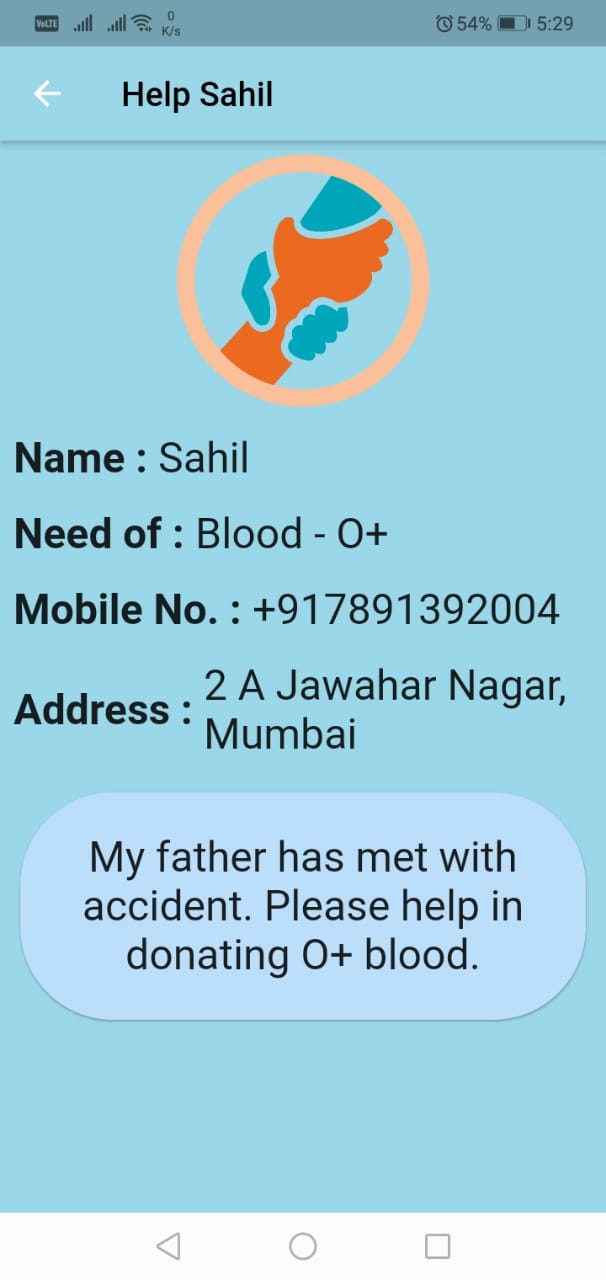 VoLTE 0 K/s 54% 5:29
Help Sahil
Name : Sahil
Need of : Blood - O+
Mobile No. : +917891392004
Address : 2 A Jawahar Nagar,
Mumbai
My father has met with
accident. Please help in
donating O+ blood.